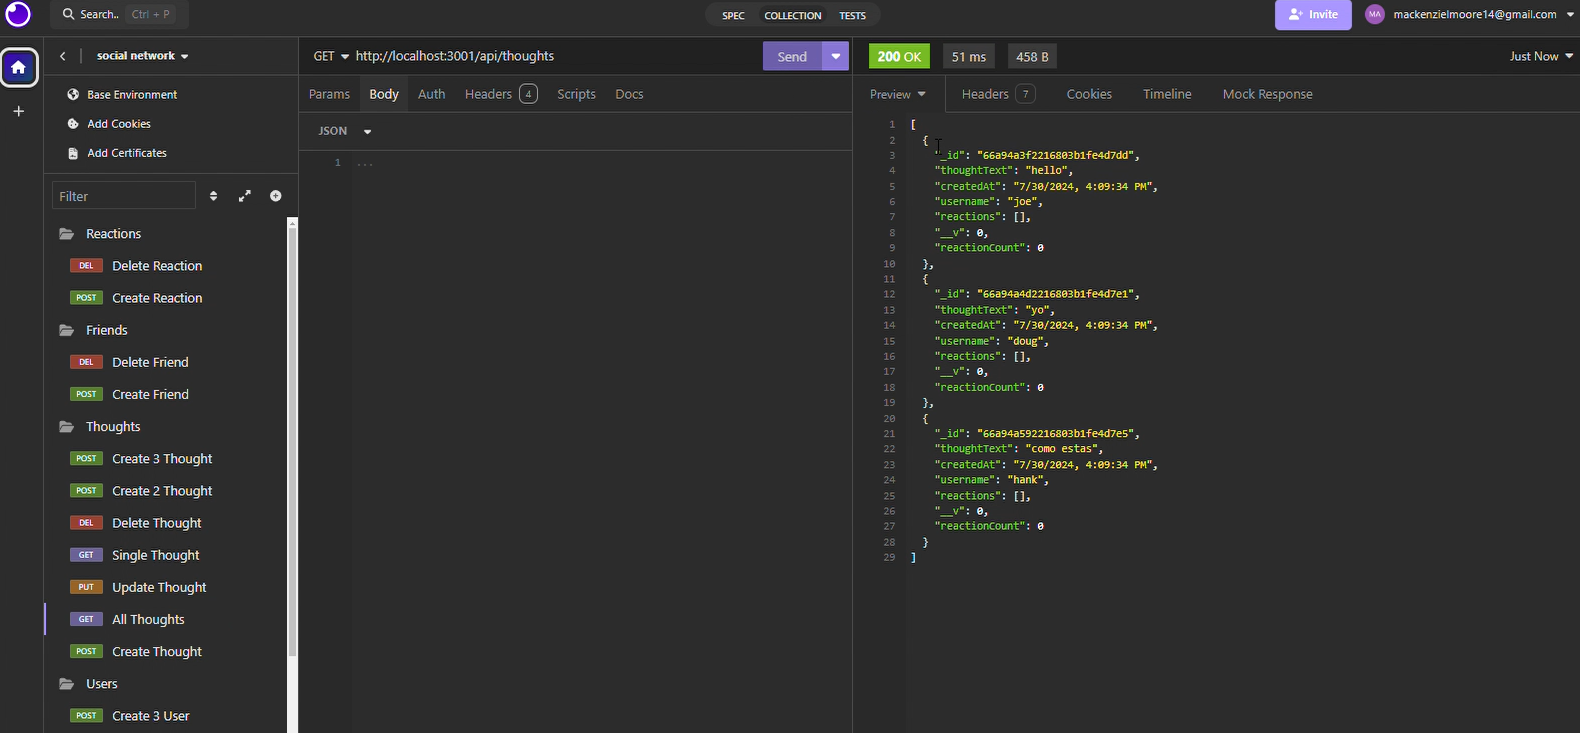 Search.. Ctrl + P
SPEC COLLECTION TESTS
Invite MA mackenzielmoore14@gmail.com
social network
Base Environment
Add Cookies
Add Certificates
Filter
Reactions
DEL Delete Reaction
POST Create Reaction
Friends
DEL Delete Friend
POST Create Friend
Thoughts
POST Create 3 Thought
POST Create 2 Thought
DEL Delete Thought
GET Single Thought
PUT Update Thought
GET All Thoughts
POST Create Thought
Users
POST Create 3 User
GET http://localhost:3001/api/thoughts Send
Params Body Auth Headers 4 Scripts Docs
JSON
1 ...
200 OK 51 ms 458 B Just Now
Preview Headers 7 Cookies Timeline Mock Response
1 [
2 {
3 "_id": "66a94a3f2216803b1fe4d7dd",
4 "thoughtText": "hello",
5 "createdAt": "7/30/2024, 4:09:34 PM",
6 "username": "joe",
7 "reactions": [],
8 "__v": 0,
9 "reactionCount": 0
10 },
11 {
12 "_id": "66a94a4d2216803b1fe4d7e1",
13 "thoughtText": "yo",
14 "createdAt": "7/30/2024, 4:09:34 PM",
15 "username": "doug",
16 "reactions": [],
17 "__v": 0,
18 "reactionCount": 0
19 },
20 {
21 "_id": "66a94a592216803b1fe4d7e5",
22 "thoughtText": "como estas",
23 "createdAt": "7/30/2024, 4:09:34 PM",
24 "username": "hank",
25 "reactions": [],
26 "__v": 0,
27 "reactionCount": 0
28 }
29 ]